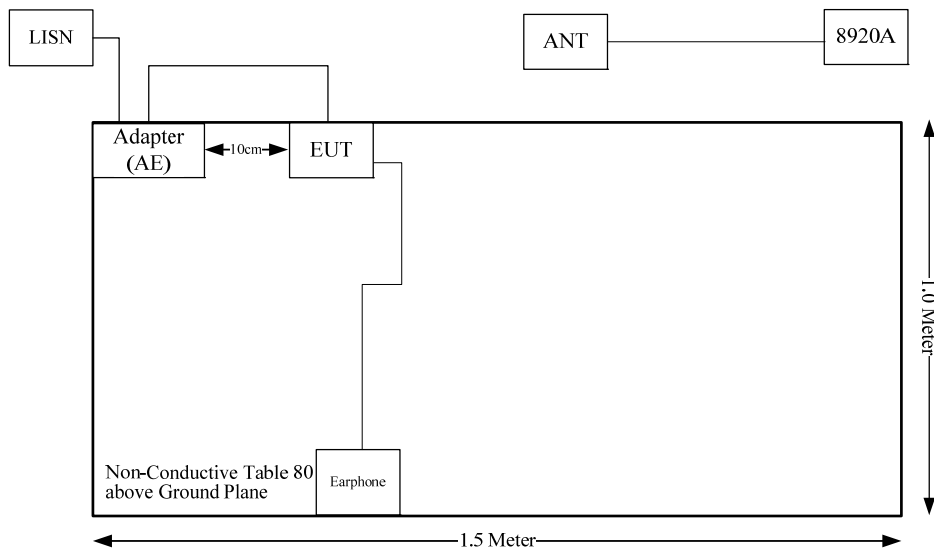 LISN
ANT
8920A
Adapter
(AE)
10cm
EUT
1.0 Meter
Non-Conductive Table 80
above Ground Plane
Earphone
1.5 Meter